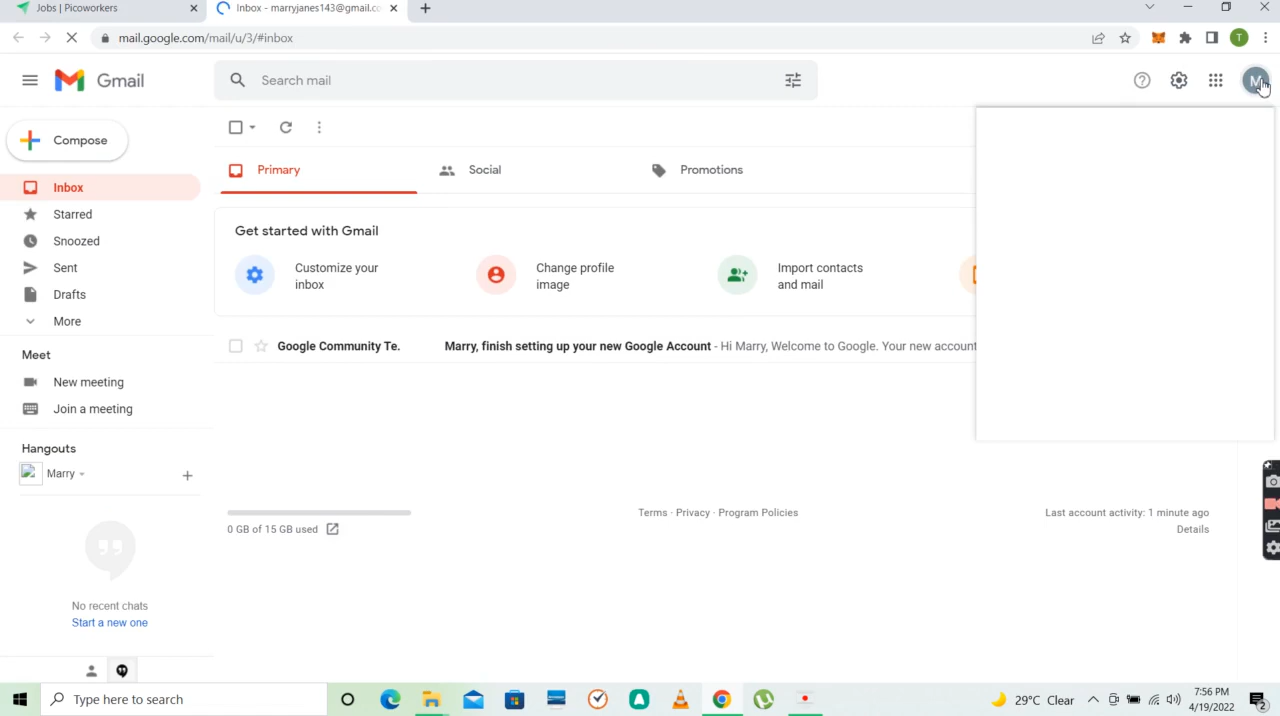 Jobs | Picoworkers
Inbox - marryjanes143@gmail.co
mail.google.com/mail/u/3/#inbox
T
Gmail
Search mail
M
Compose
Primary
Social
Promotions
Inbox
Starred
Snoozed
Sent
Drafts
More
Get started with Gmail
Customize your
inbox
Change profile
image
Import contacts
and mail
Google Community Te.
Marry, finish setting up your new Google Account - Hi Marry, Welcome to Google. Your new account
Meet
New meeting
Join a meeting
Hangouts
Marry
No recent chats
Start a new one
0 GB of 15 GB used
Terms · Privacy · Program Policies
Last account activity: 1 minute ago
Details
Type here to search
29°C Clear
7:56 PM
4/19/2022
2